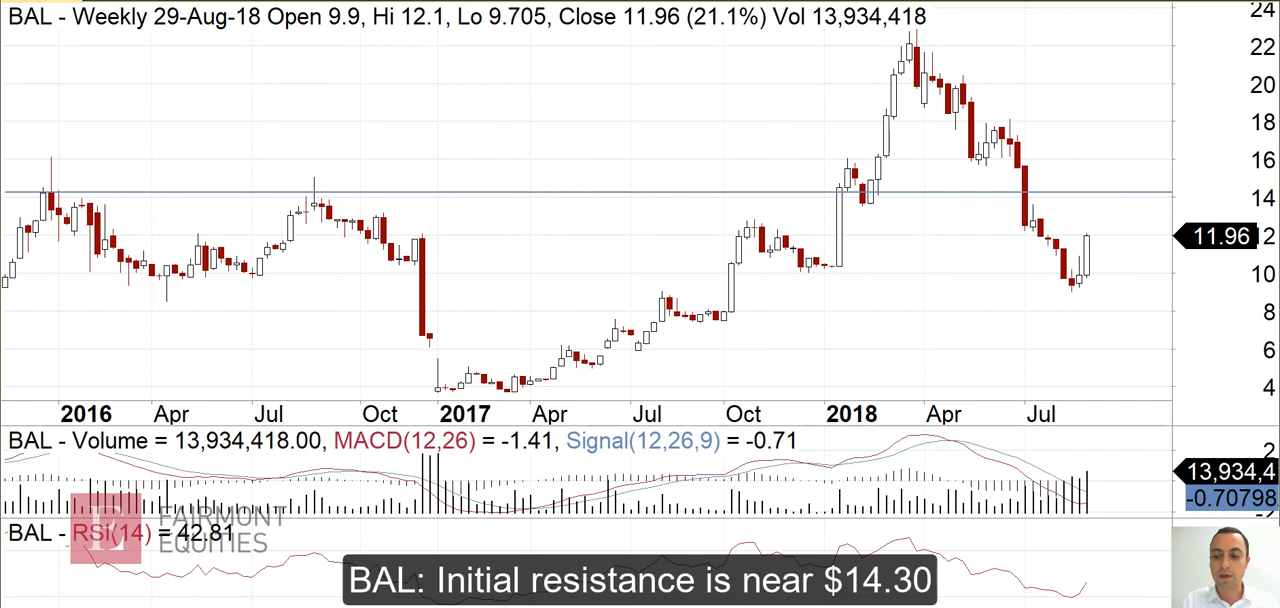 BAL - Weekly 29-Aug-18 Open 9.9, Hi 12.1, Lo 9.705, Close 11.96 (21.1%) Vol 13,934,418
24
22
20
18
16
14
11.96
12
10
8
6
4
2016 Apr Jul Oct 2017 Apr Jul Oct 2018 Apr Jul
BAL - Volume = 13,934,418.00, MACD(12,26) = -1.41, Signal(12,26,9) = -0.71
2
13,934,4
-0.70798
-2
BAL - RSI(14) = 42.81
E
FAIRMONT
EQUITIES
BAL: Initial resistance is near $14.30